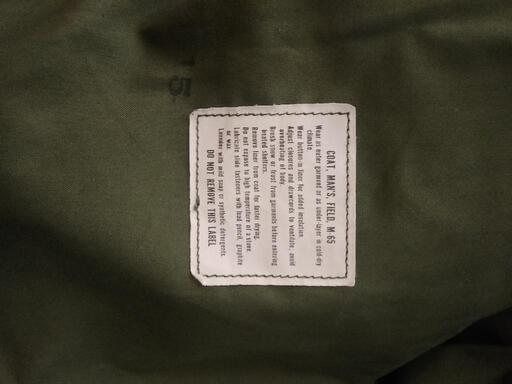 15
COAT, MAN'S, FIELD, M-65
Wear as outer garment or as under-layer in cold-dry
climate.
Wear button-in liner for added insulation.
Adjust closures and drawcords to ventilate, avoid
overheating of body.
Brush snow or frost from garments before entering
heated shelters.
Remove liner from coat for faster drying.
Do not expose to high temperature of a stove.
Lubricate slide fasteners with lead pencil, graphite
or wax.
Launder with mild soap or synthetic detergents.
DO NOT REMOVE THIS LABEL